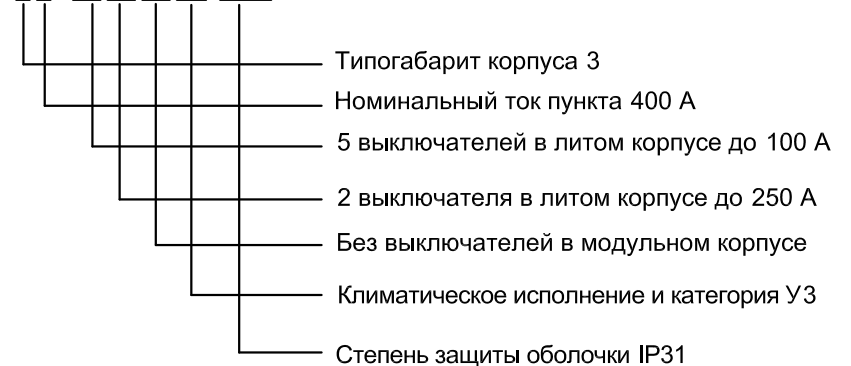 Типогабарит корпуса 3
Номинальный ток пункта 400 А
5 выключателей в литом корпусе до 100 А
2 выключателя в литом корпусе до 250 А
Без выключателей в модульном корпусе
Климатическое исполнение и категория У3
Степень защиты оболочки IP31